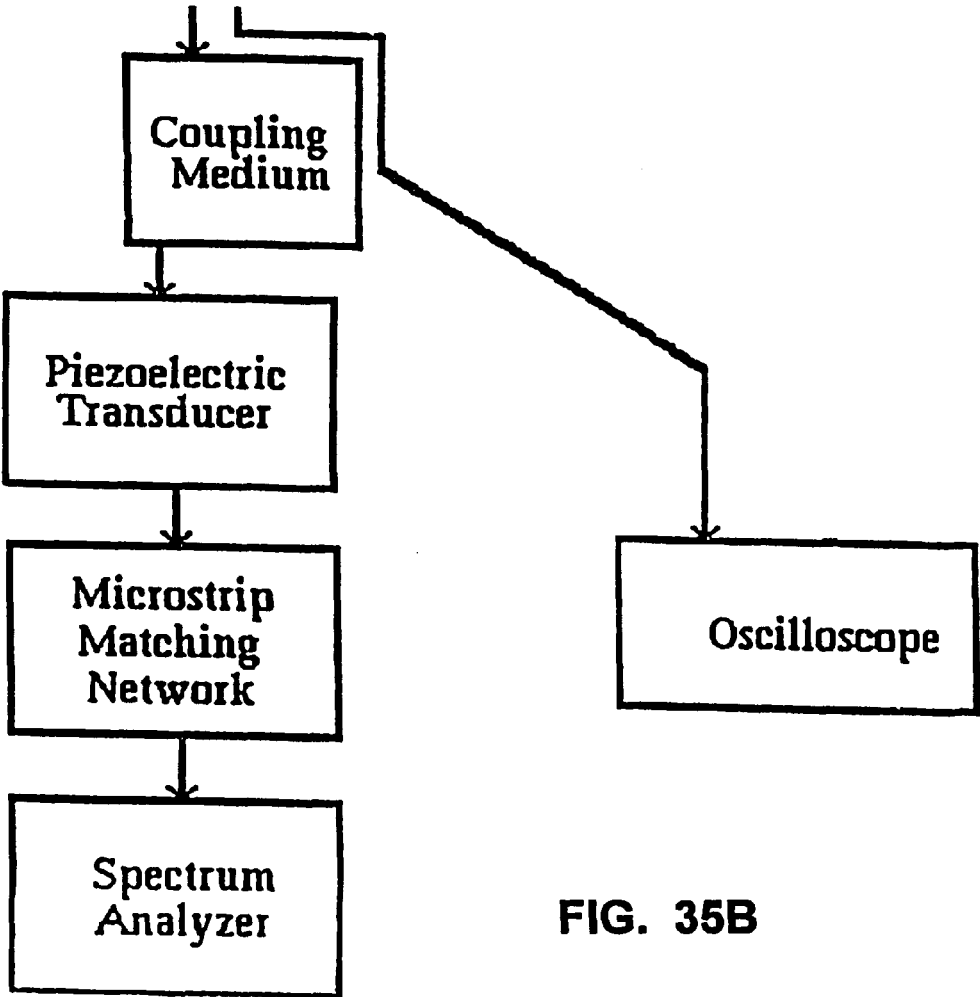 Coupling
Medium
Piezoelectric
Transducer
Microstrip
Matching
Network
Oscilloscope
Spectrum
Analyzer
FIG. 35B